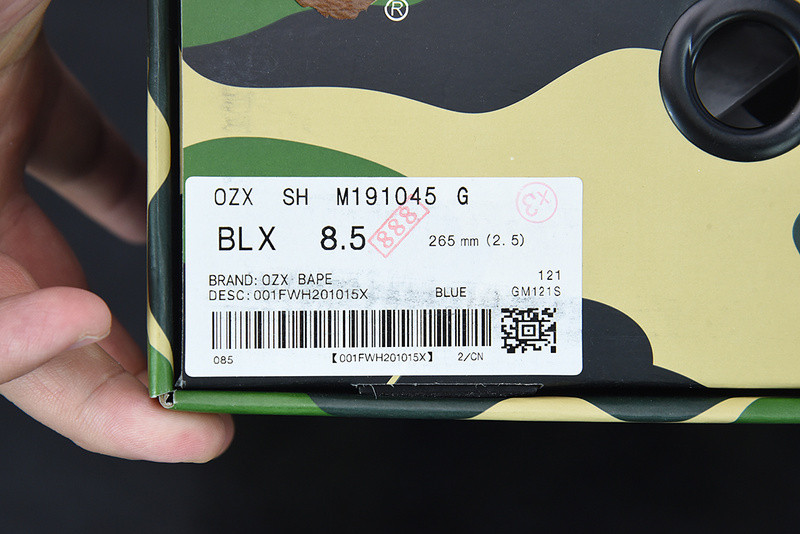 ®
OZX SH M191045 G
BLX 8.5 888 265 mm (2.5)
BRAND: OZX BAPE 121
DESC: 001FWH201015X BLUE GM121S
085 【001FWH201015X】 2/CN